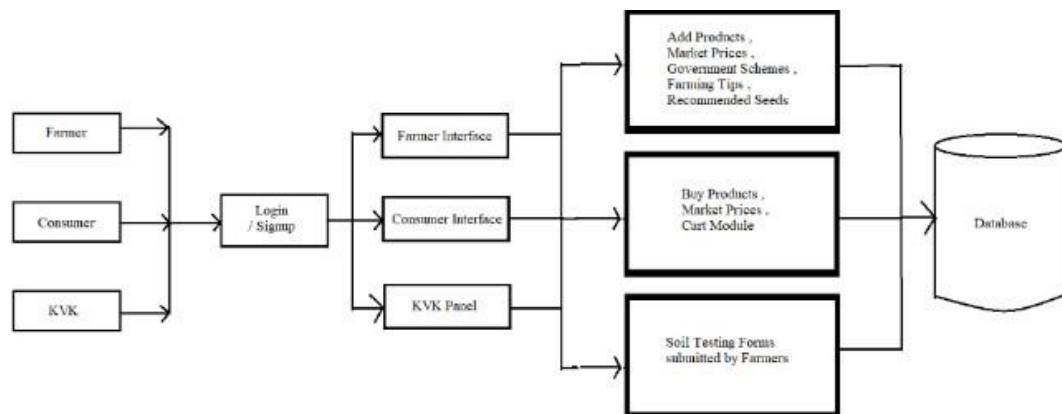 Farmer
Consumer
KVK
Login
/ Signup
Farmer Interface
Consumer Interface
KVK Panel
Add Products ,
Market Prices ,
Government Schemes ,
Farming Tips ,
Recommended Seeds
Buy Products ,
Market Prices ,
Cart Module
Soil Testing Forms
submitted by Farmers
Database